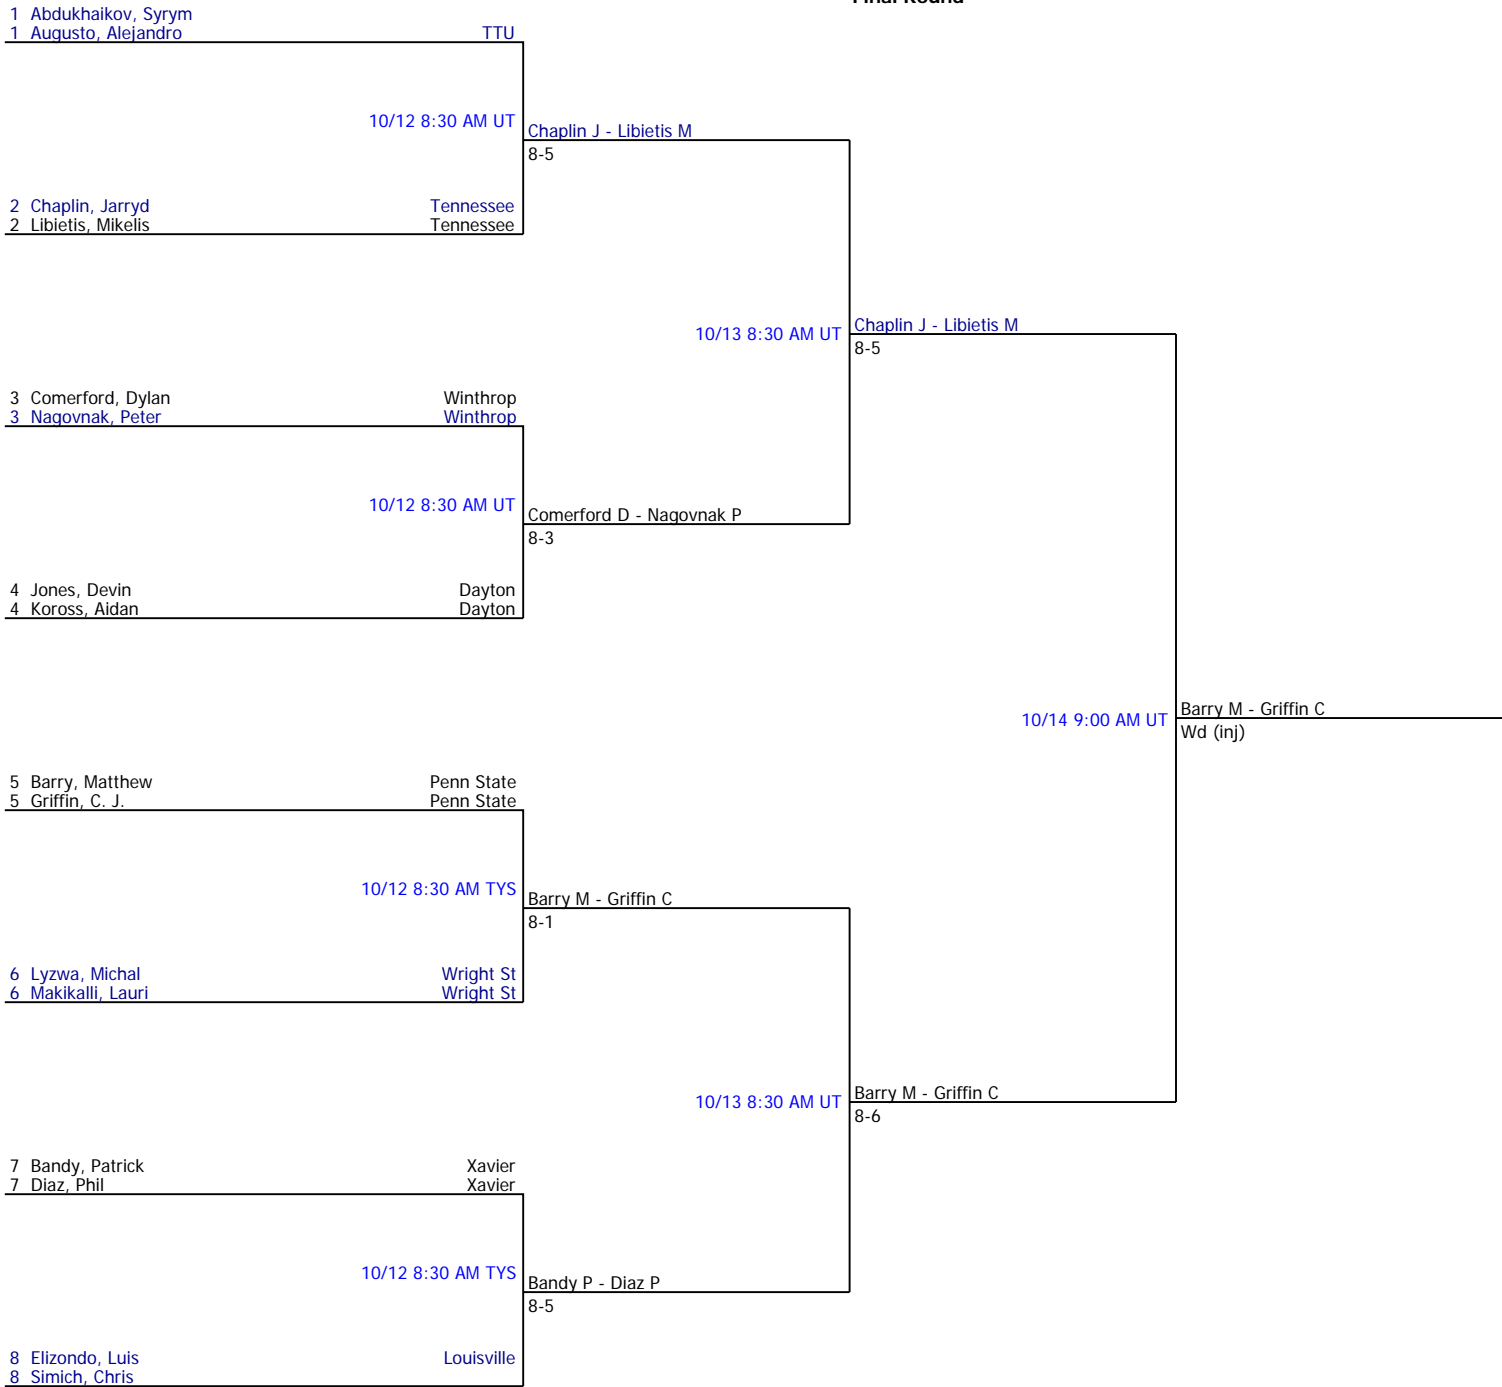 Final Round
1 Abdukhaikov, Syrym
1 Augusto, Alejandro TTU
10/12 8:30 AM UT
Chaplin J - Libietis M
8-5
2 Chaplin, Jarryd Tennessee
2 Libietis, Mikelis Tennessee
10/13 8:30 AM UT
Chaplin J - Libietis M
8-5
3 Comerford, Dylan Winthrop
3 Nagovnak, Peter Winthrop
10/12 8:30 AM UT
Comerford D - Nagovnak P
8-3
4 Jones, Devin Dayton
4 Koross, Aidan Dayton
10/14 9:00 AM UT
Barry M - Griffin C
Wd (inj)
5 Barry, Matthew Penn State
5 Griffin, C. J. Penn State
10/12 8:30 AM TYS
Barry M - Griffin C
8-1
6 Lyzwa, Michal Wright St
6 Makikalli, Lauri Wright St
10/13 8:30 AM UT
Barry M - Griffin C
8-6
7 Bandy, Patrick Xavier
7 Diaz, Phil Xavier
10/12 8:30 AM TYS
Bandy P - Diaz P
8-5
8 Elizondo, Luis Louisville
8 Simich, Chris